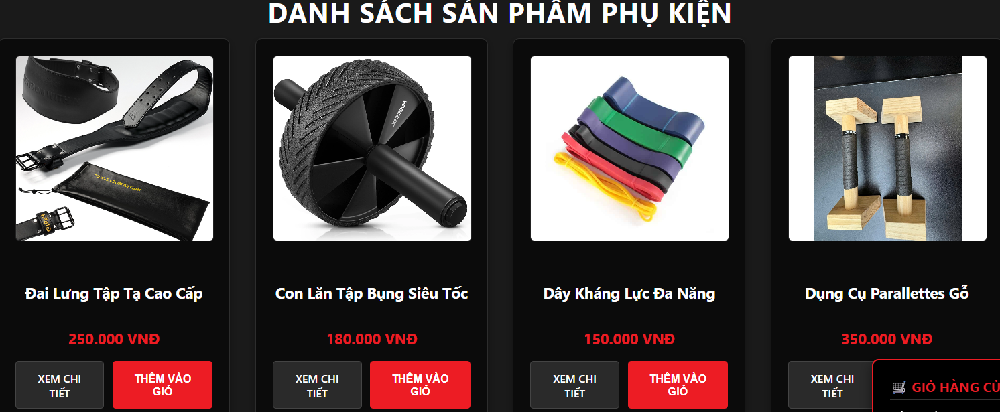 DANH SÁCH SẢN PHẨM PHỤ KIỆN
POWER FROM WITHIN
Đai Lưng Tập Tạ Cao Cấp
Con Lăn Tập Bụng Siêu Tốc
Dây Kháng Lực Đa Năng
Dụng Cụ Parallettes Gỗ
250.000 VNĐ
180.000 VNĐ
150.000 VNĐ
350.000 VNĐ
XEM CHI
TIẾT
THÊM VÀO
GIỎ
XEM CHI
TIẾT
THÊM VÀO
GIỎ
XEM CHI
TIẾT
THÊM VÀO
GIỎ
XEM CHI
TIẾT
GIỎ HÀNG